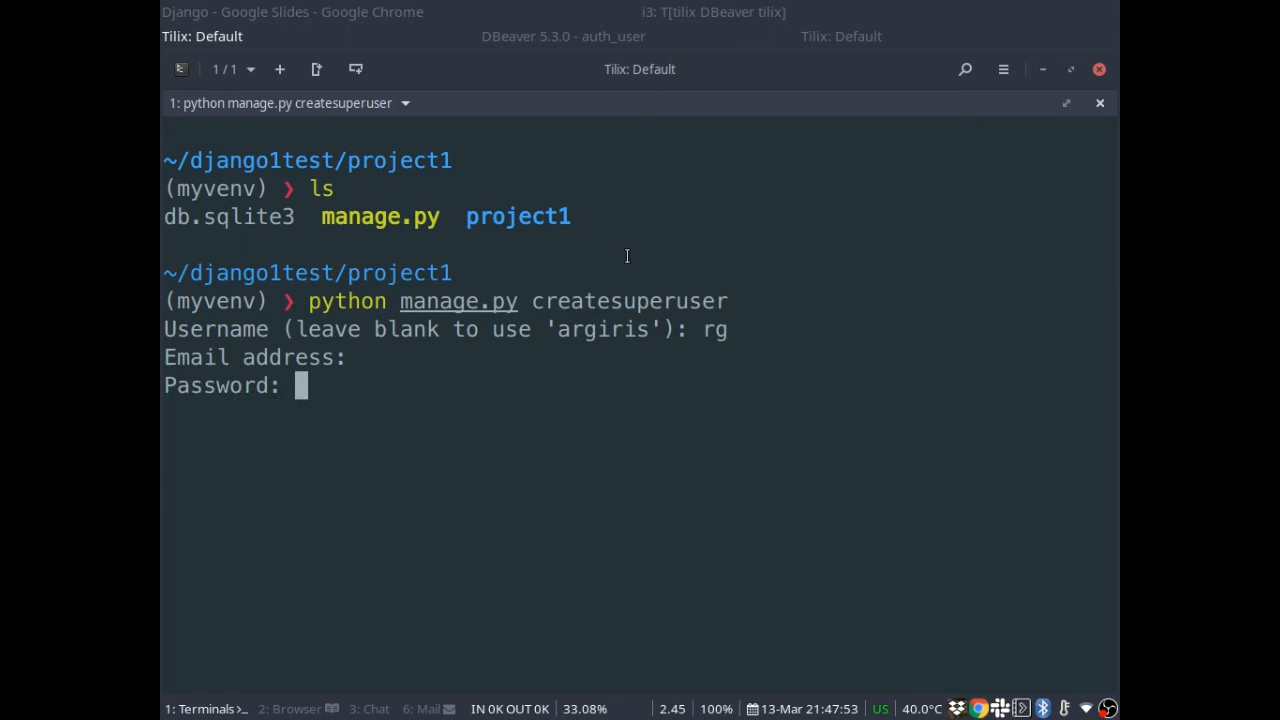 Django - Google Slides - Google Chrome i3: T[tilix DBeaver tilix]
Tilix: Default DBeaver 5.3.0 - auth_user Tilix: Default
1 / 1 Tilix: Default
1: python manage.py createsuperuser
~/django1test/project1
(myvenv) ❯ ls
db.sqlite3 manage.py project1
~/django1test/project1
(myvenv) ❯ python manage.py createsuperuser
Username (leave blank to use 'argiris'): rg
Email address:
Password:
1: Terminals>_ 2: Browser 3: Chat 6: Mail IN 0K OUT 0K 33.08% 2.45 100% 13-Mar 21:47:53 US 40.0°C